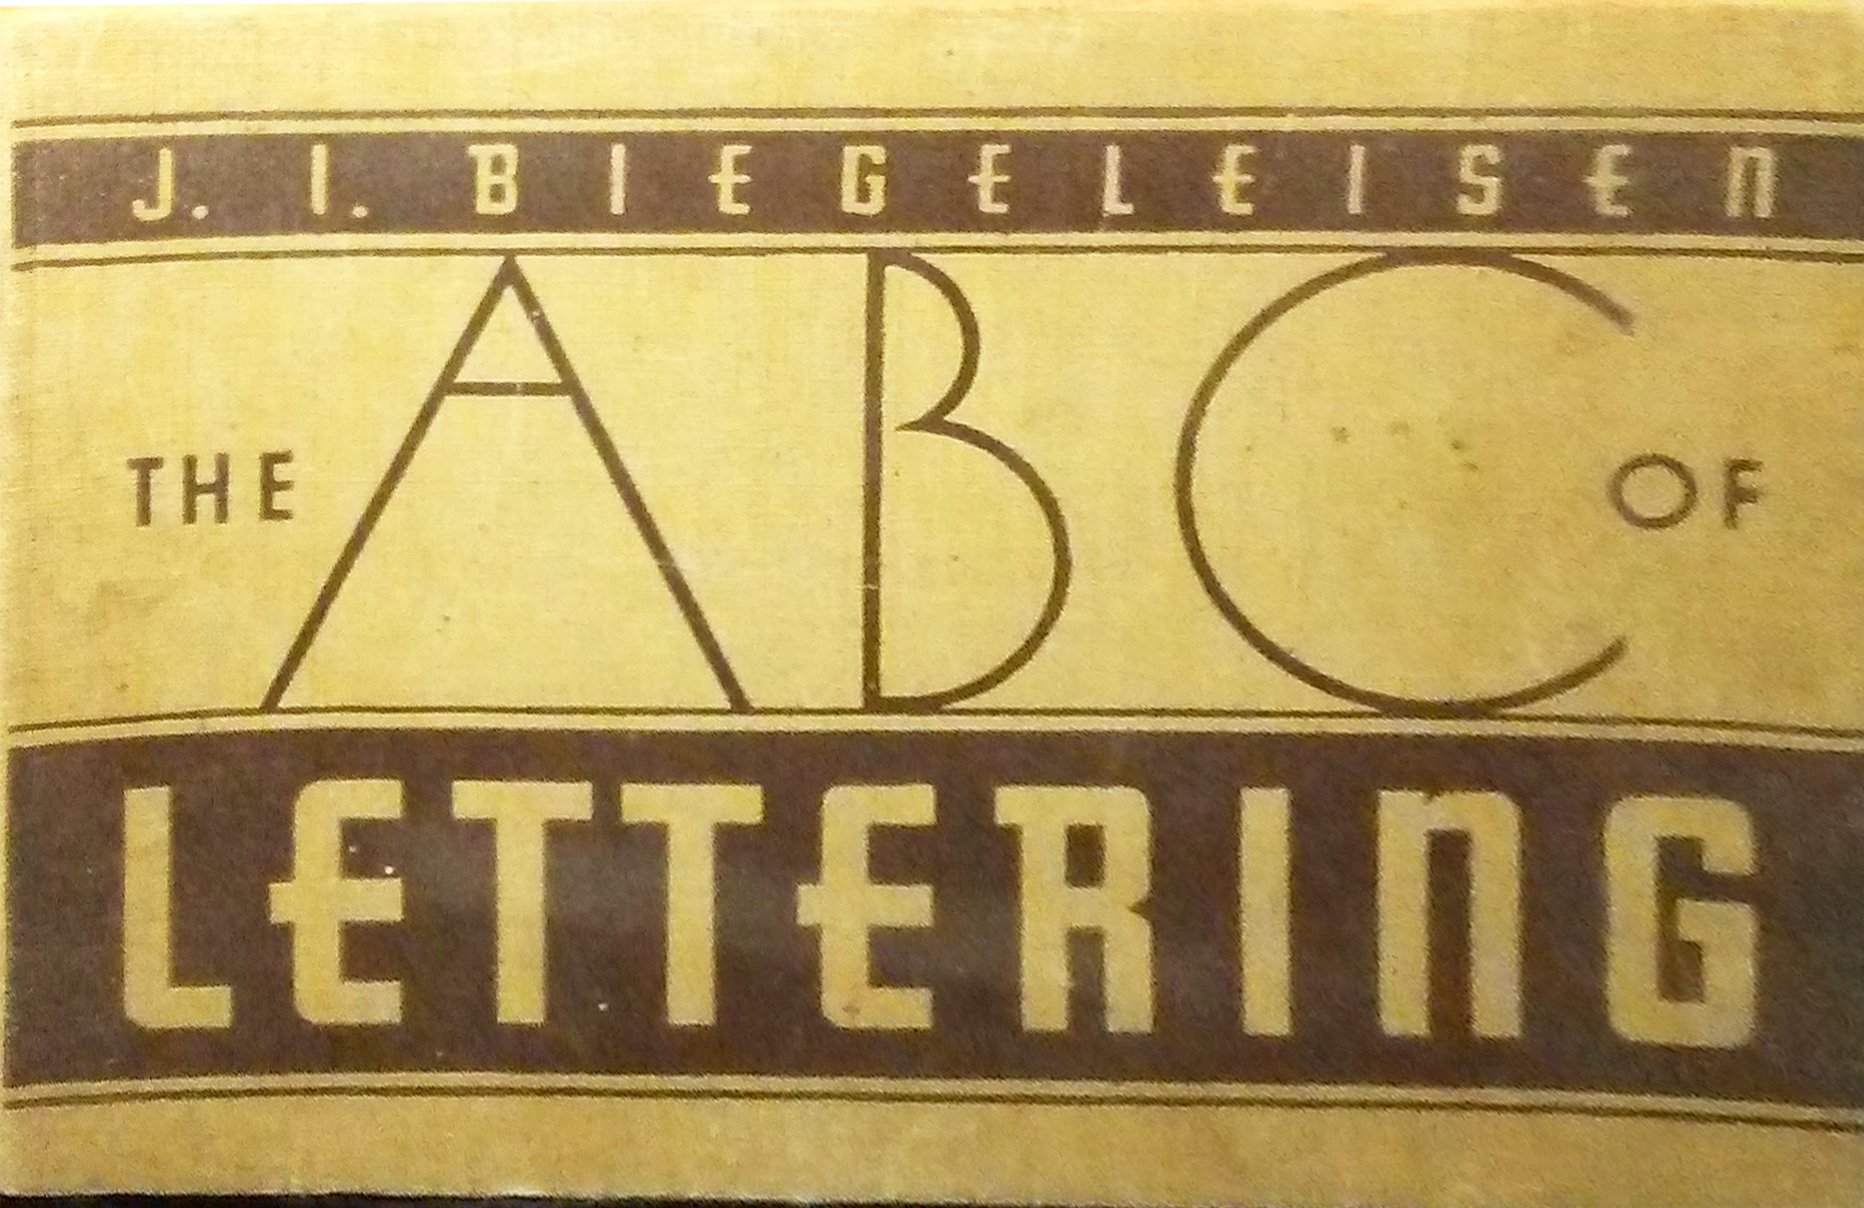 J. I. BIEGELEISEN
THE ABC OF
LETTERING